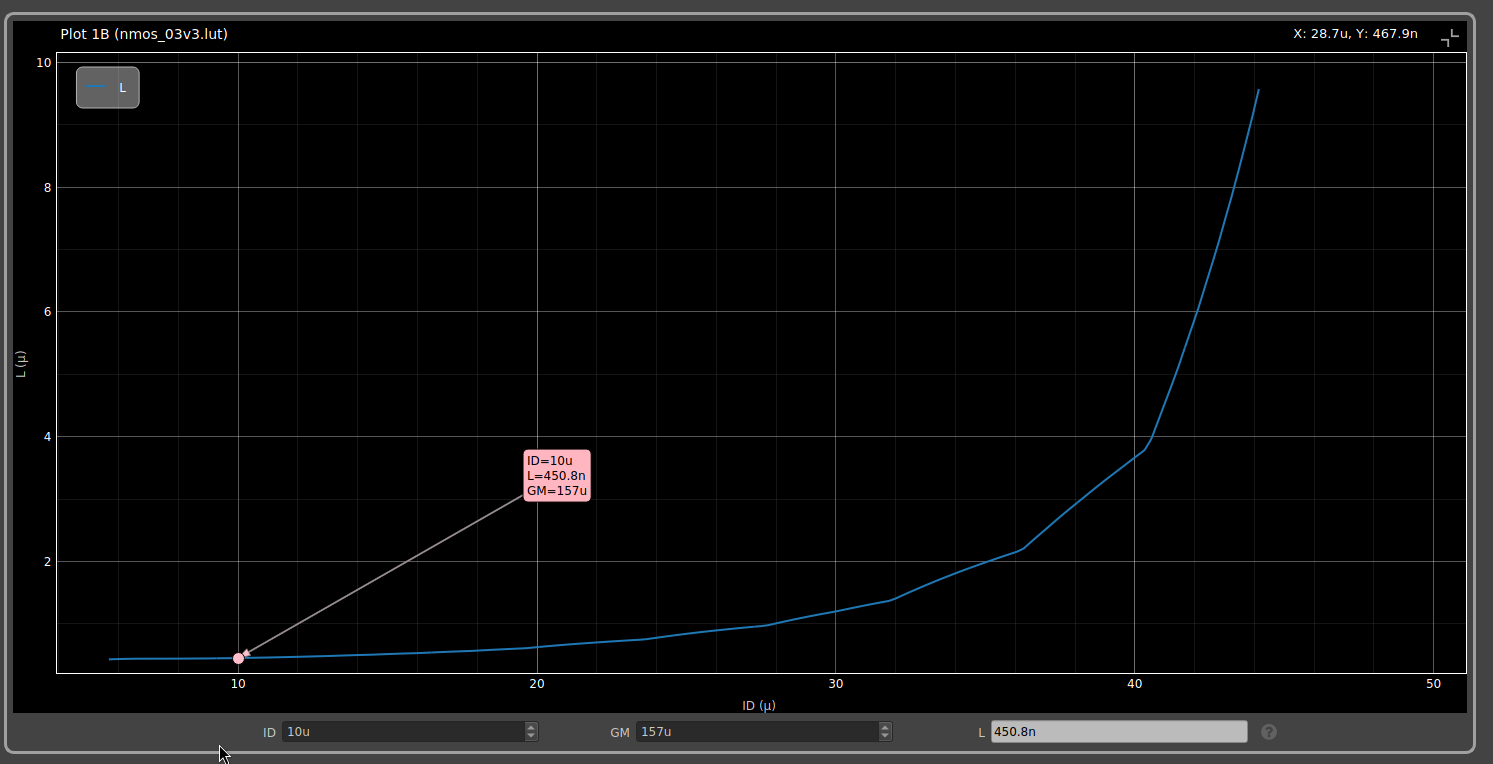 Plot 1B (nmos_03v3.lut)
X: 28.7u, Y: 467.9n
L
10
8
6
4
2
L (μ)
ID=10u
L=450.8n
GM=157u
10 20 30 40 50
ID (μ)
ID 10u GM 157u L 450.8n ?